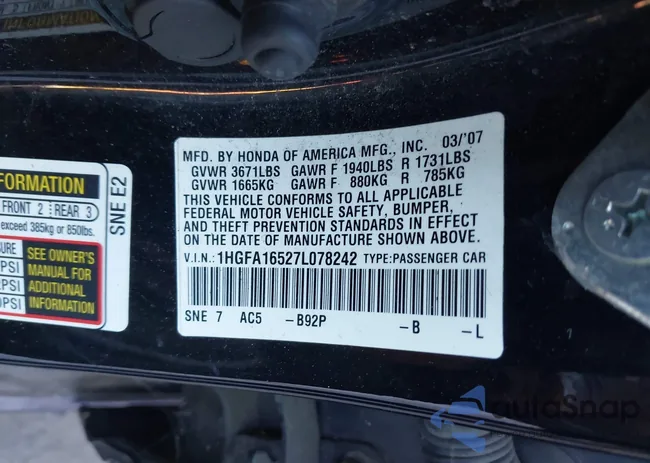 MFD. BY HONDA OF AMERICA MFG., INC. 03/'07
GVWR 3671LBS GAWR F 1940LBS R 1731LBS
GVWR 1665KG GAWR F 880KG R 785KG
THIS VEHICLE CONFORMS TO ALL APPLICABLE
FEDERAL MOTOR VEHICLE SAFETY, BUMPER,
AND THEFT PREVENTION STANDARDS IN EFFECT
ON THE DATE OF MANUFACTURE SHOWN ABOVE.
V.I.N.: 1HGFA16527L078242 TYPE:PASSENGER CAR
SNE 7 AC5 -B92P -B -L
FORMATION
FRONT 2 REAR 3
exceed 385kg or 850lbs.
SEE OWNER'S
PSI MANUAL FOR
PSI ADDITIONAL
PSI INFORMATION
SNE E2
aulaSnap